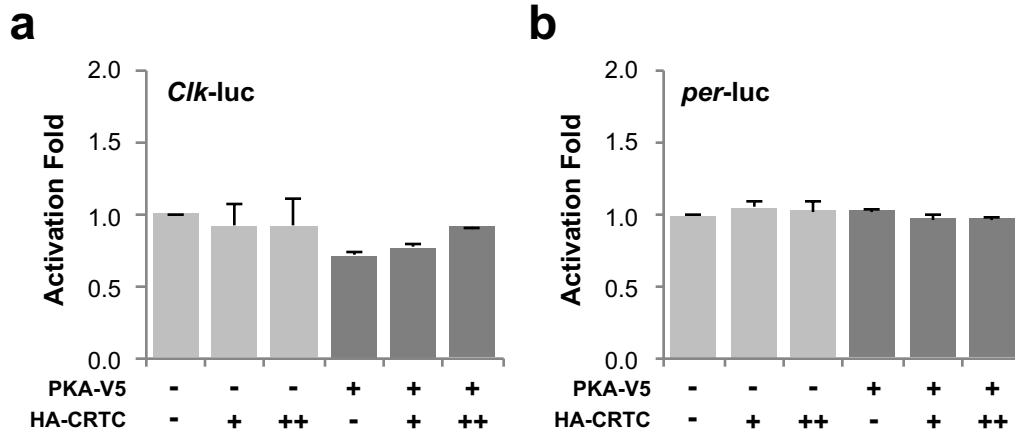 a
2.0
Clk-luc
1.5
1.0
0.5
0.0
Activation Fold
PKA-V5 - - - + + +
HA-CRTC - + ++ - + ++
b
2.0
per-luc
1.5
1.0
0.5
0.0
Activation Fold
PKA-V5 - - - + + +
HA-CRTC - + ++ - + ++